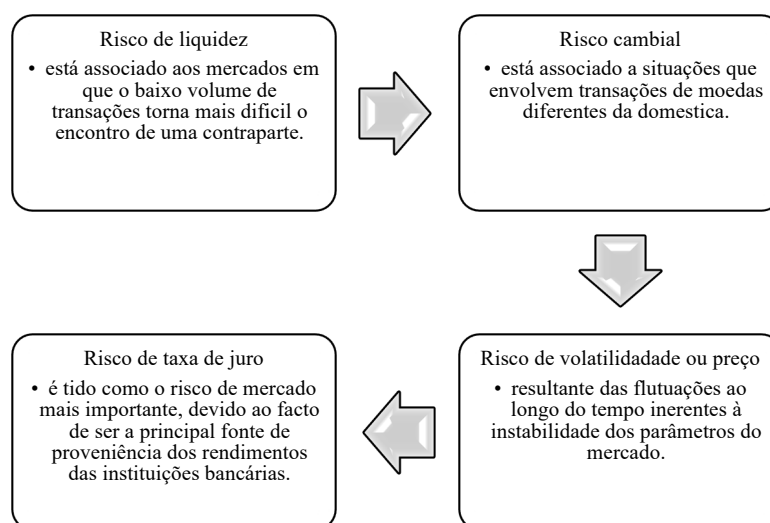 Risco de liquidez
• está associado aos mercados em
que o baixo volume de
transações torna mais dificil o
encontro de uma contraparte.
Risco cambial
• está associado a situações que
envolvem transações de moedas
diferentes da domestica.
Risco de volatilidadade ou preço
• resultante das flutuações ao
longo do tempo inerentes à
instabilidade dos parâmetros do
mercado.
Risco de taxa de juro
• é tido como o risco de mercado
mais importante, devido ao facto
de ser a principal fonte de
proveniência dos rendimentos
das instituições bancárias.